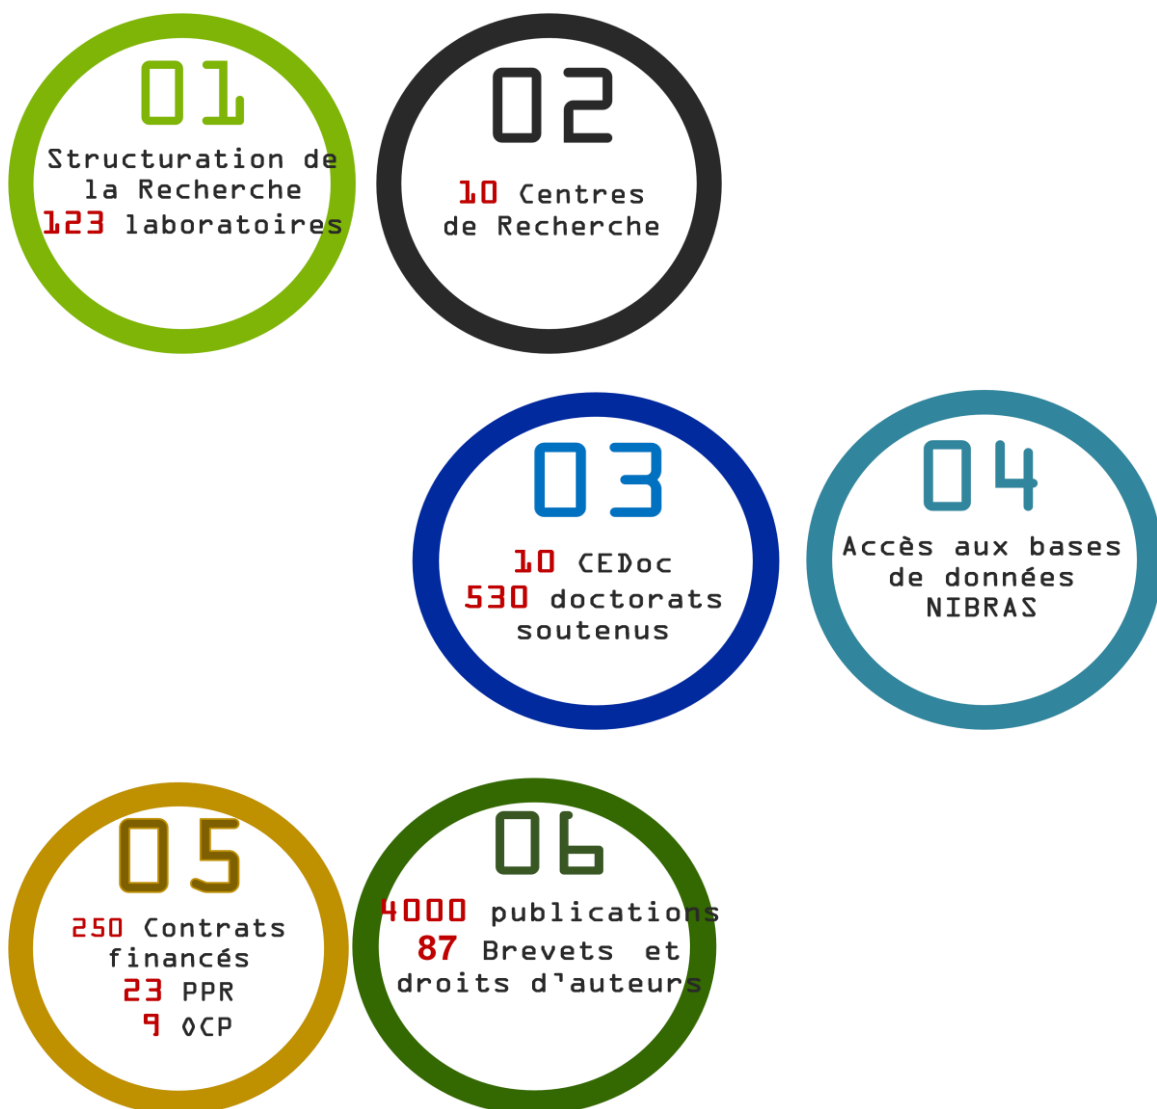 01
Structuration de
la Recherche
123 laboratoires
02
10 Centres
de Recherche
03
10 CEDoc
530 doctorats
soutenus
04
Accès aux bases
de données
NIBRAS
05
250 Contrats
financés
23 PPR
9 OCP
06
4000 publications
87 Brevets et
droits d'auteurs